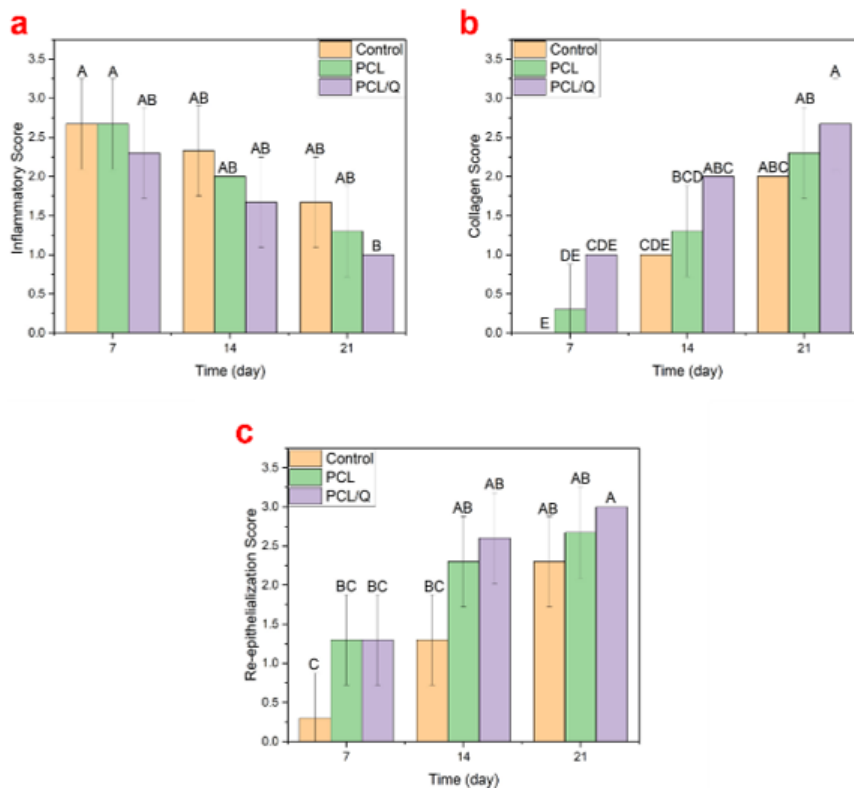 a
Control
PCL
PCL/Q
Inflammatory Score
3.5
3.0
2.5
2.0
1.5
1.0
0.5
0.0
A A AB
AB AB AB
AB AB B
7 14 21
Time (day)
b
Control
PCL
PCL/Q
Collagen Score
3.5
3.0
2.5
2.0
1.5
1.0
0.5
0.0
E DE CDE
CDE BCD ABC
ABC AB A
7 14 21
Time (day)
c
Control
PCL
PCL/Q
Re-epithelialization Score
3.5
3.0
2.5
2.0
1.5
1.0
0.5
0.0
C BC BC
BC AB AB
AB AB A
7 14 21
Time (day)